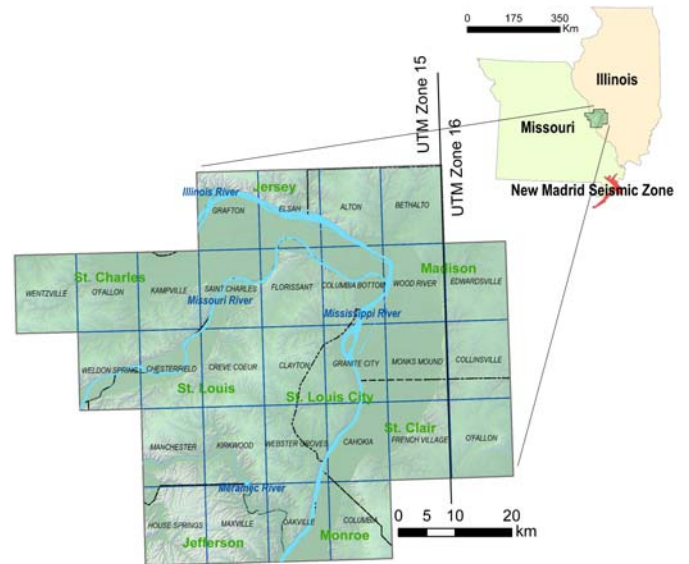 0 175 350
Km
Illinois
Missouri
New Madrid Seismic Zone
UTM Zone 15
UTM Zone 16
Illinois River
Jersey
GRAFTON
ELSAH
ALTON
BETHALTO
St. Charles
Madison
WENTZVILLE
O'FALLON
KAMPVILLE
SAINT CHARLES
FLORISSANT
COLUMBIA BOTTOM
WOOD RIVER
EDWARDSVILLE
Missouri River
Mississippi River
WELDON SPRING
CHESTERFIELD
CREVE COEUR
CLAYTON
GRANITE CITY
MONKS MOUND
COLLINSVILLE
St. Louis
St. Louis City
St. Clair
MANCHESTER
KIRKWOOD
WEBSTER GROVES
CAHOKIA
FRENCH VILLAGE
O'FALLON
Meramec River
HOUSE SPRINGS
MAXVILLE
OAKVILLE
COLUMBIA
Jefferson
Monroe
0 5 10 20
km